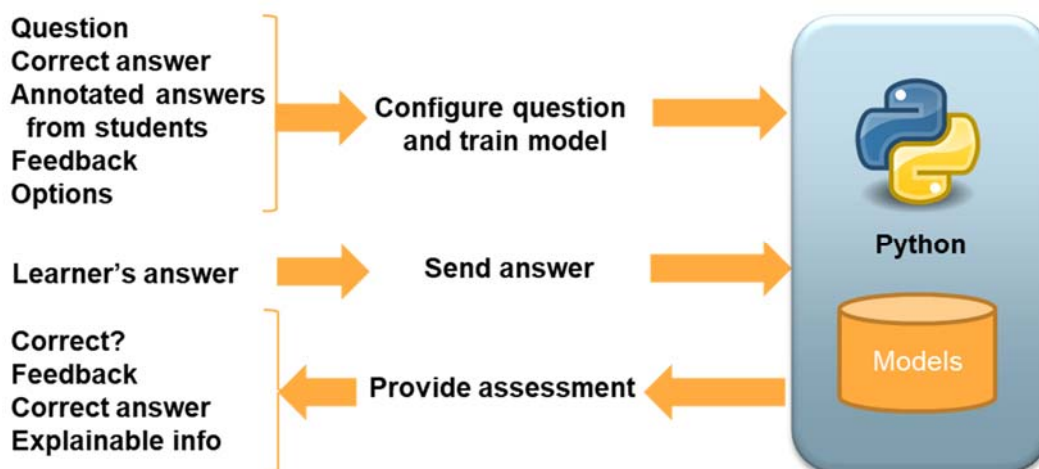 Question
Correct answer
Annotated answers
from students
Feedback
Options
Configure question
and train model
Python
Learner's answer
Send answer
Models
Correct?
Feedback
Correct answer
Explainable info
Provide assessment